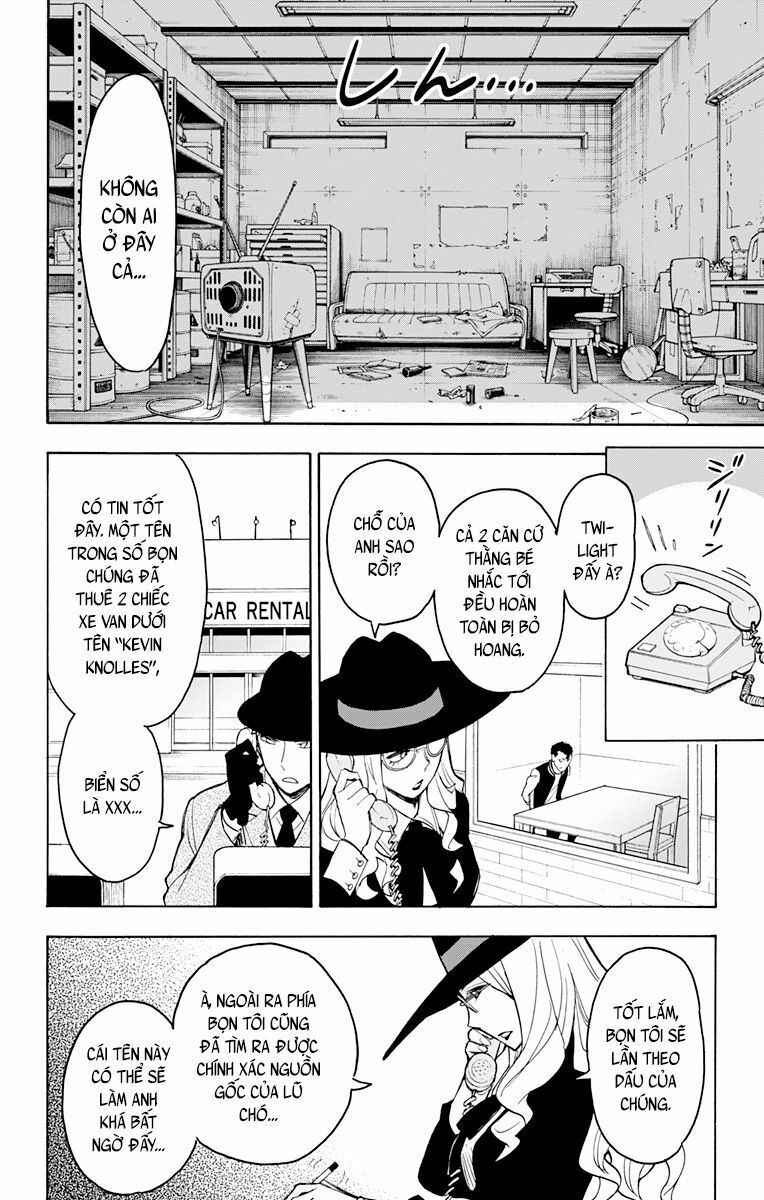 しん…
KHÔNG
CÒN AI
Ở ĐÂY
CẢ...
ジ
TWI-
LIGHT
ĐẤY À?
CẢ 2 CĂN CỨ
THẰNG BÉ
NHẮC TỚI
ĐỀU HOÀN
TOÀN BỊ BỎ
HOANG.
CHỖ CỦA
ANH SAO
RỒI?
CÓ TIN TỐT
ĐÂY. MỘT TÊN
TRONG SỐ BỌN
CHÚNG ĐÃ
THUÊ 2 CHIẾC
XE VAN DƯỚI
TÊN “KEVIN
KNOLLES”,
CAR RENTAL
BIỂN SỐ
LÀ XXX...
TỐT LẮM,
BỌN TÔI SẼ
LẦN THEO
DẤU CỦA
CHÚNG.
À, NGOÀI RA PHÍA
BỌN TÔI CŨNG
ĐÃ TÌM RA ĐƯỢC
CHÍNH XÁC NGUỒN
GỐC CỦA LŨ
CHÓ...
CÁI TÊN NÀY
CÓ THỂ SẼ
LÀM ANH
KHÁ BẤT
NGỜ ĐẤY...